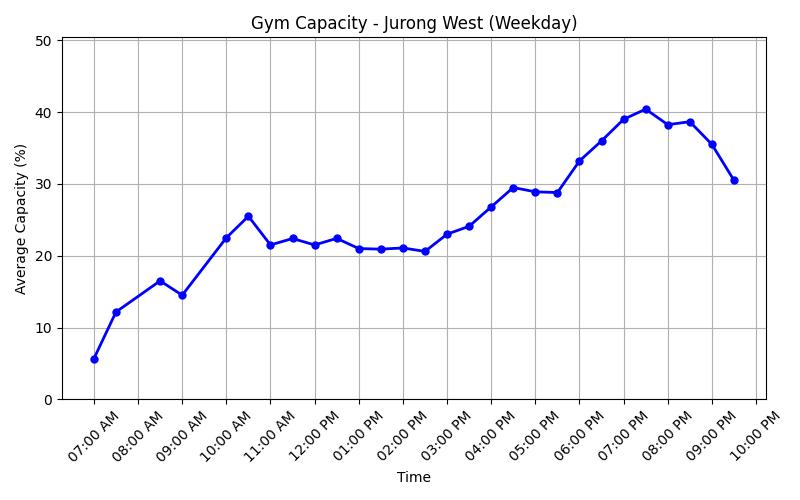 Gym Capacity - Jurong West (Weekday)
Average Capacity (%)
50
40
30
20
10
0
07:00 AM
08:00 AM
09:00 AM
10:00 AM
11:00 AM
12:00 PM
01:00 PM
02:00 PM
03:00 PM
04:00 PM
05:00 PM
06:00 PM
07:00 PM
08:00 PM
09:00 PM
10:00 PM
Time